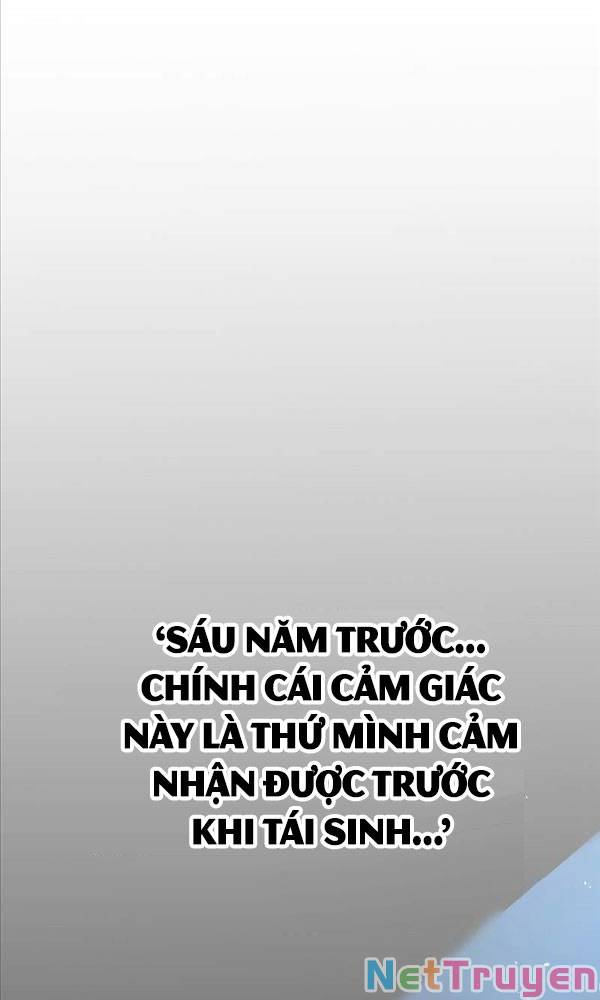 ‘SÁU NĂM TRƯỚC...
CHÍNH CÁI CẢM GIÁC
NÀY LÀ THỨ MÌNH CẢM
NHẬN ĐƯỢC TRƯỚC
KHI TÁI SINH...’
NetTruyen